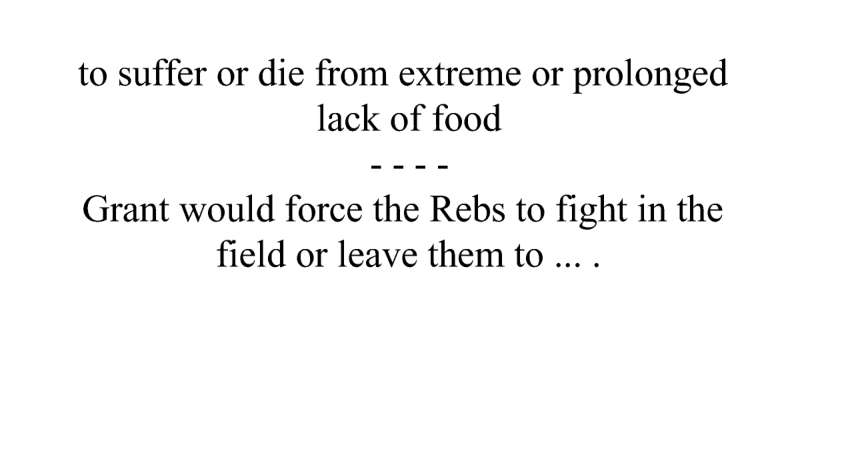 to suffer or die from extreme or prolonged
lack of food
- - - -
Grant would force the Rebs to fight in the
field or leave them to ... .